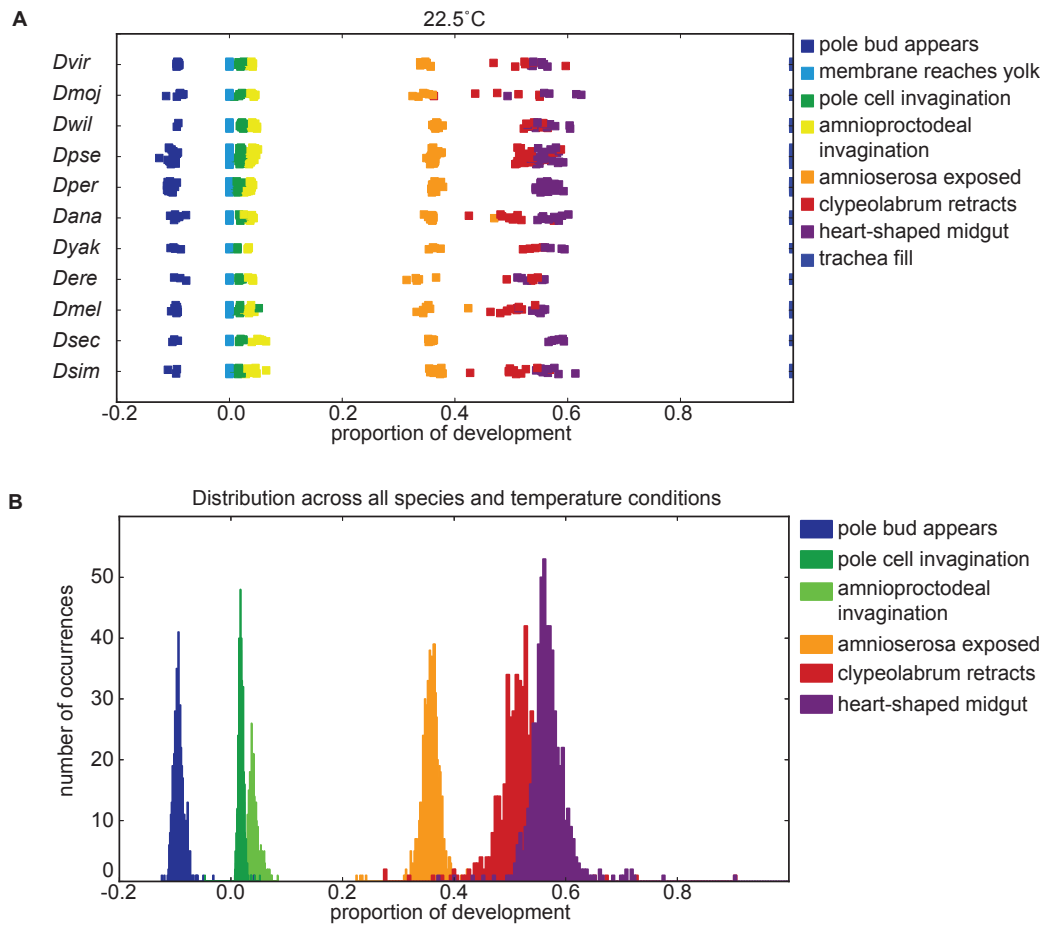 A
22.5°C
Dvir
Dmoj
Dwil
Dpse
Dper
Dana
Dyak
Dere
Dmel
Dsec
Dsim
-0.2
0.0
0.2
0.4
0.6
0.8
proportion of development
pole bud appears
membrane reaches yolk
pole cell invagination
amnioproctodeal
invagination
amnioserosa exposed
clypeolabrum retracts
heart-shaped midgut
trachea fill
B
Distribution across all species and temperature conditions
number of occurrences
50
40
30
20
10
0
-0.2
0.0
0.2
0.4
0.6
0.8
proportion of development
pole bud appears
pole cell invagination
amnioproctodeal
invagination
amnioserosa exposed
clypeolabrum retracts
heart-shaped midgut